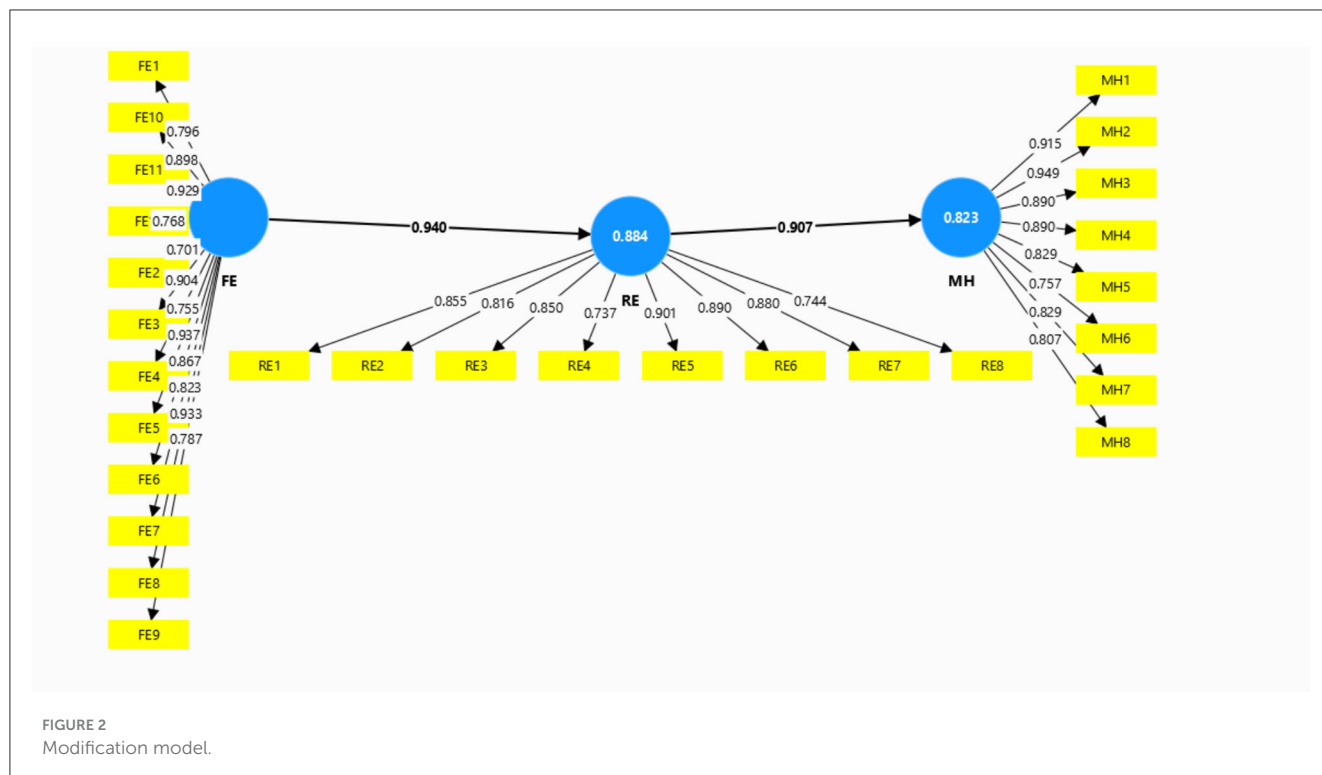 FE1
FE10
FE11
FE
FE2
FE3
FE4
FE5
FE6
FE7
FE8
FE9
0.796
0.898
0.929
0.768
0.701
0.904
0.755
0.937
0.867
0.823
0.933
0.787
FE
0.940
0.884
RE
0.855
0.816
0.850
0.737
0.901
0.890
0.880
0.744
RE1
RE2
RE3
RE4
RE5
RE6
RE7
RE8
0.907
0.823
MH
0.915
0.949
0.890
0.890
0.829
0.757
0.829
0.807
MH1
MH2
MH3
MH4
MH5
MH6
MH7
MH8
FIGURE 2
Modification model.